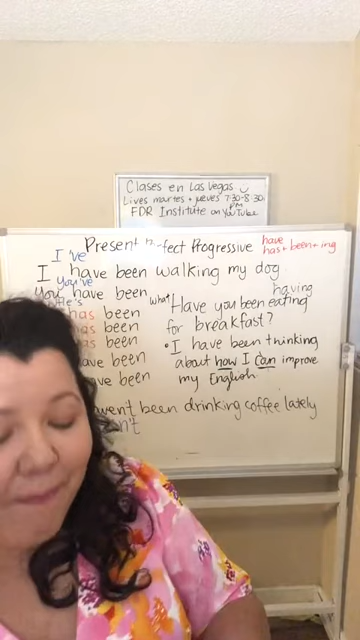 Clases en Las Vegas
Lives martes + jueves 7:30-8:30 pm
FDR Institute on YouTube
Present Progressive have
has + been + ing
I've
I have been walking my dog
You've
You have been
He's
has been
has been
has been
have been
have been
having
What Have you been eating
for breakfast?
• I have been thinking
about how I can improve
my English
been drinking coffee lately